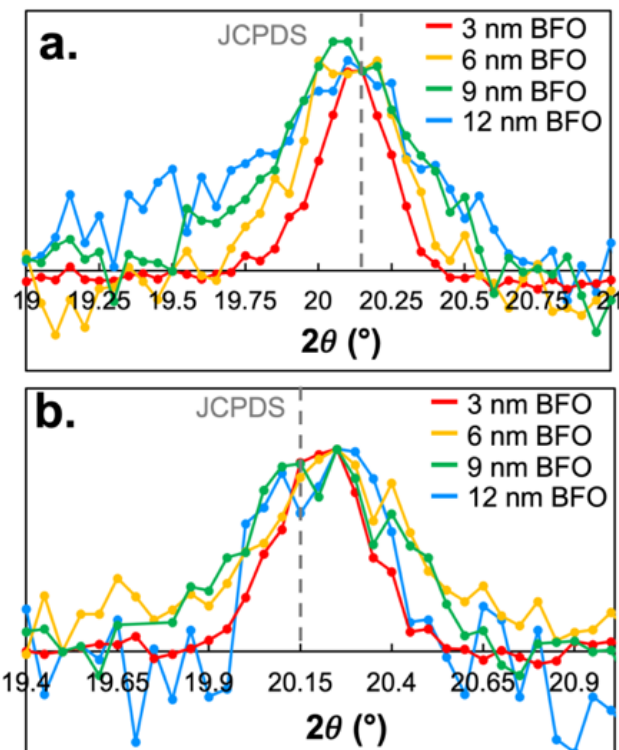 a.
JCPDS
3 nm BFO
6 nm BFO
9 nm BFO
12 nm BFO
19 19.25 19.5 19.75 20 20.25 20.5 20.75 21
2θ (°)
b.
JCPDS
3 nm BFO
6 nm BFO
9 nm BFO
12 nm BFO
19.4 19.65 19.9 20.15 20.4 20.65 20.9
2θ (°)